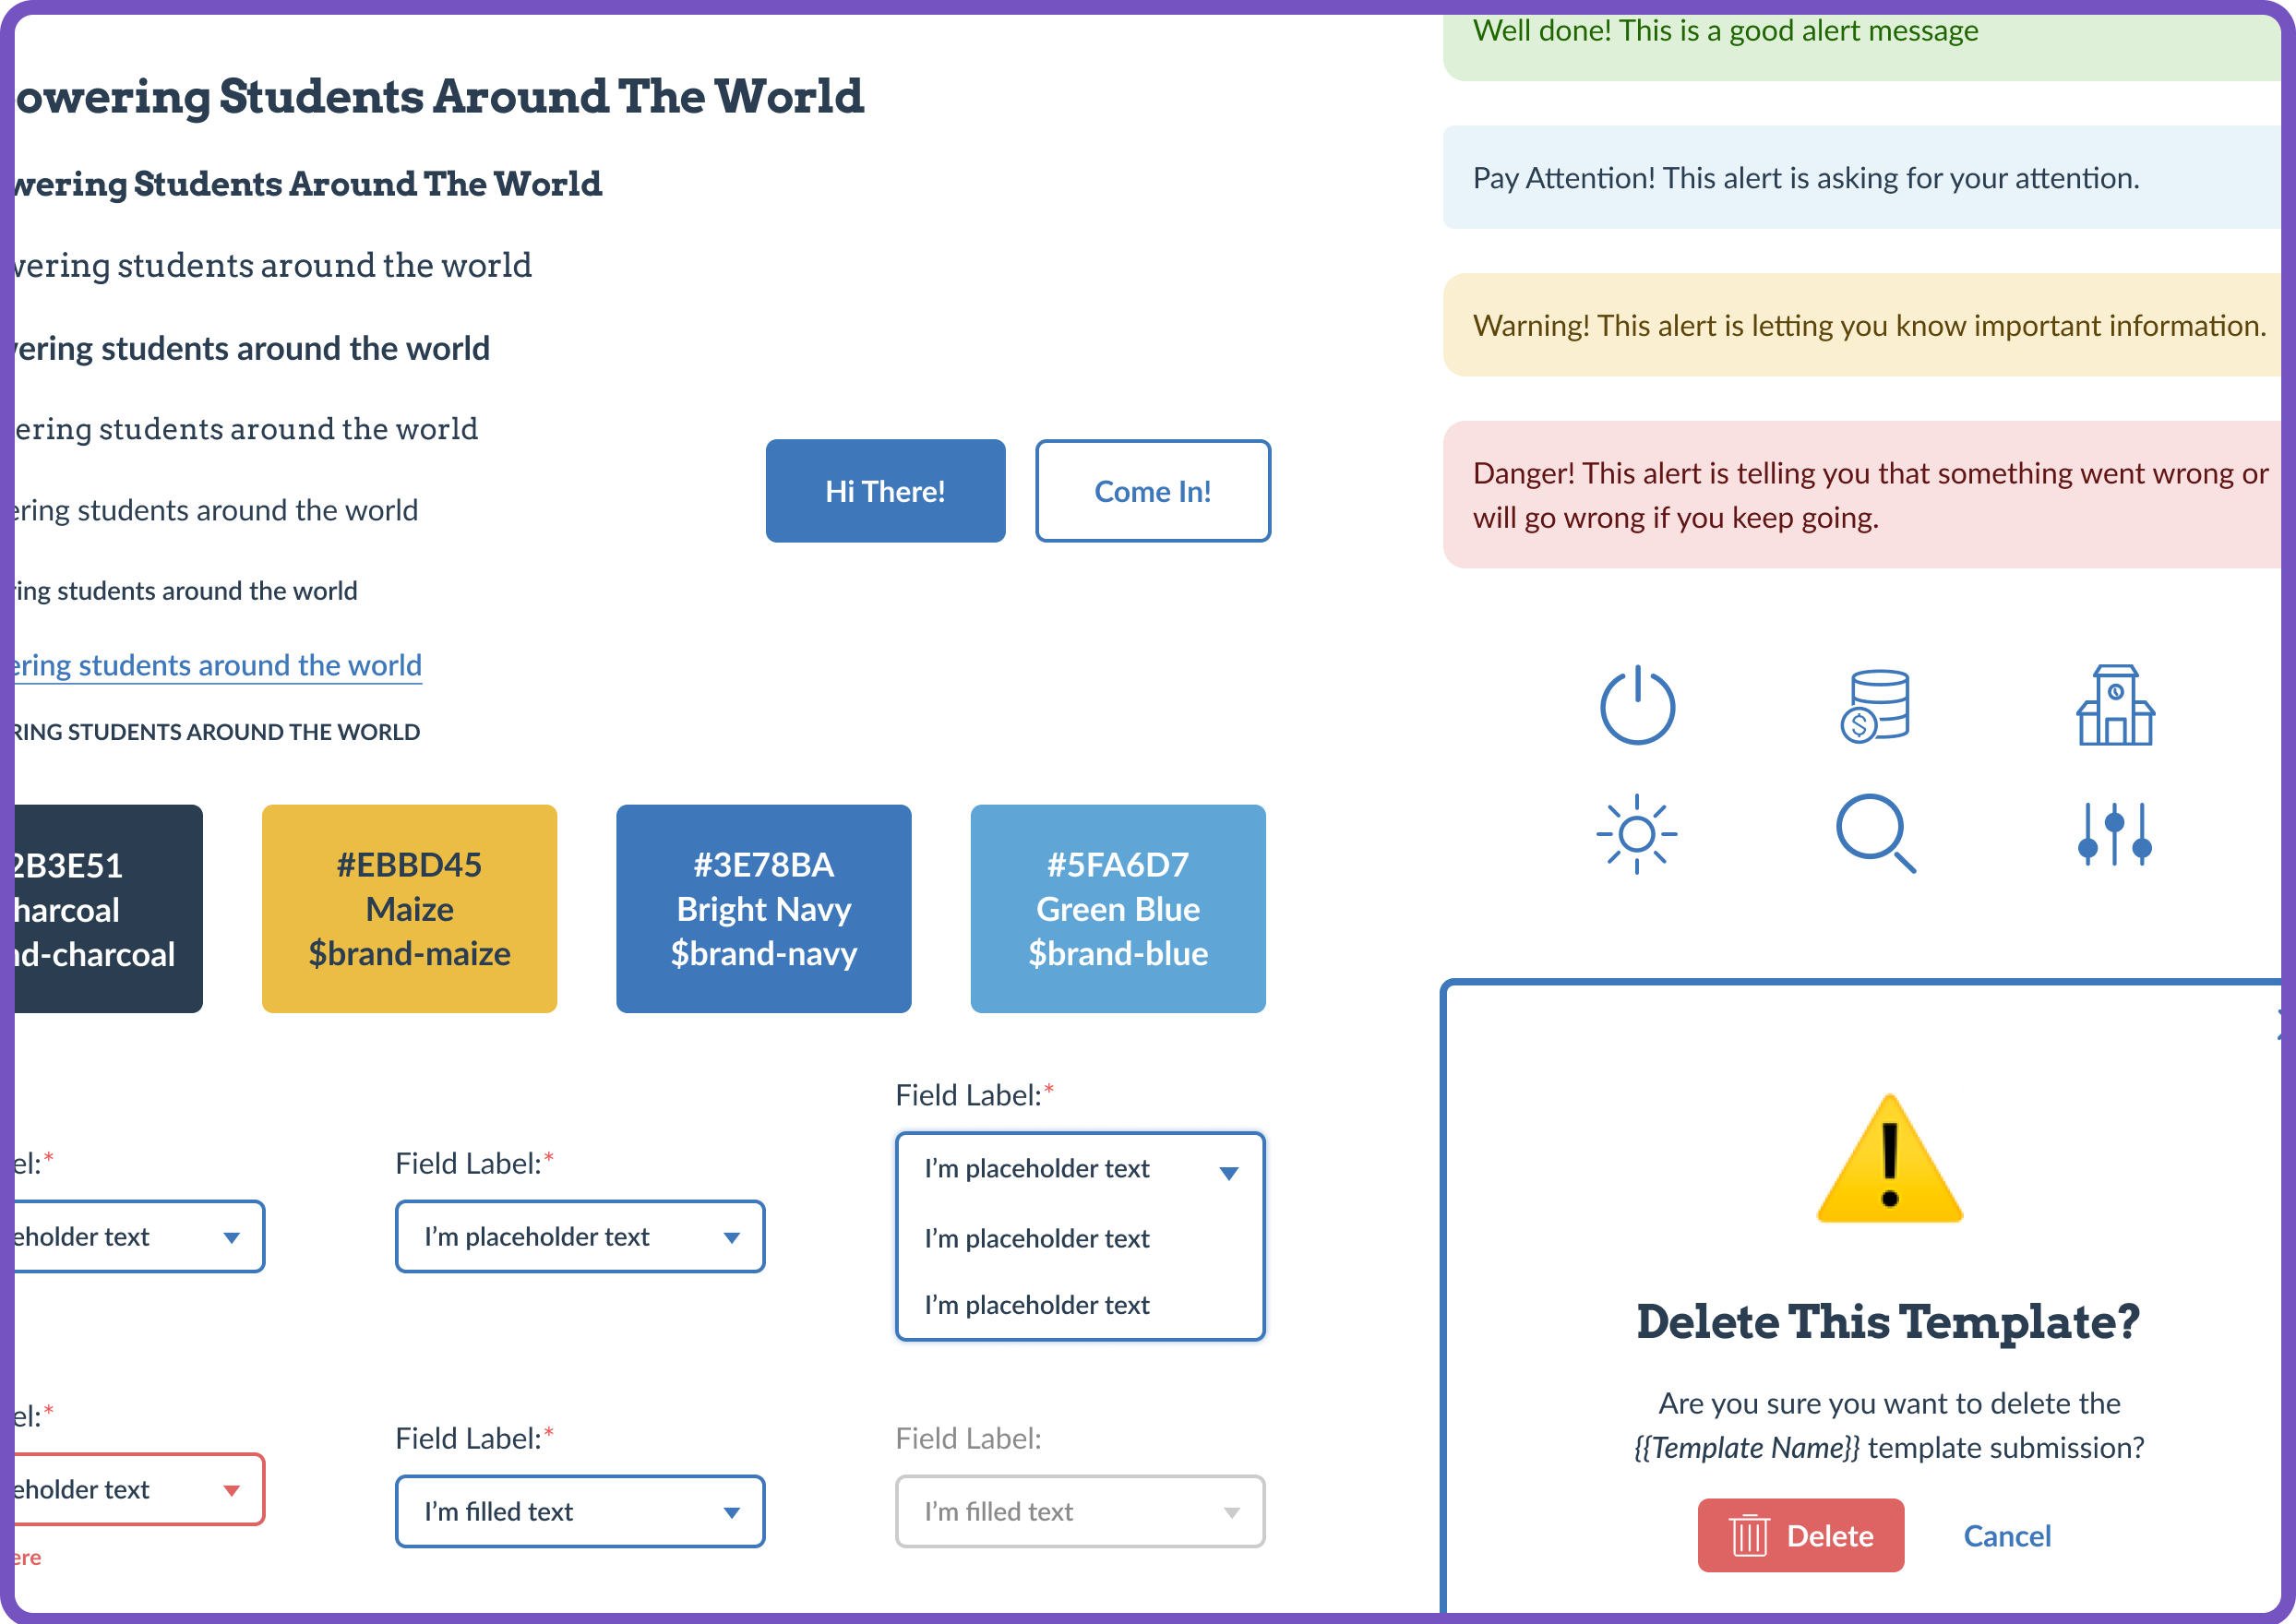 owering Students Around The World
wering Students Around The World
wering students around the world
vering students around the world
ering students around the world
ering students around the world
ring students around the world
ering students around the world
RING STUDENTS AROUND THE WORLD
Hi There!
Come In!
2B3E51
harcoal
nd-charcoal
#EBBD45
Maize
$brand-maize
#3E78BA
Bright Navy
$brand-navy
#5FA6D7
Green Blue
$brand-blue
el:*
eholder text
Field Label:*
I'm placeholder text
Field Label:*
I'm placeholder text
I'm placeholder text
I'm placeholder text
el:*
eholder text
ere
Field Label:*
I'm filled text
Field Label:
I'm filled text
Well done! This is a good alert message
Pay Attention! This alert is asking for your attention.
Warning! This alert is letting you know important information.
Danger! This alert is telling you that something went wrong or
will go wrong if you keep going.
Delete This Template?
Are you sure you want to delete the
{{Template Name}} template submission?
Delete
Cancel